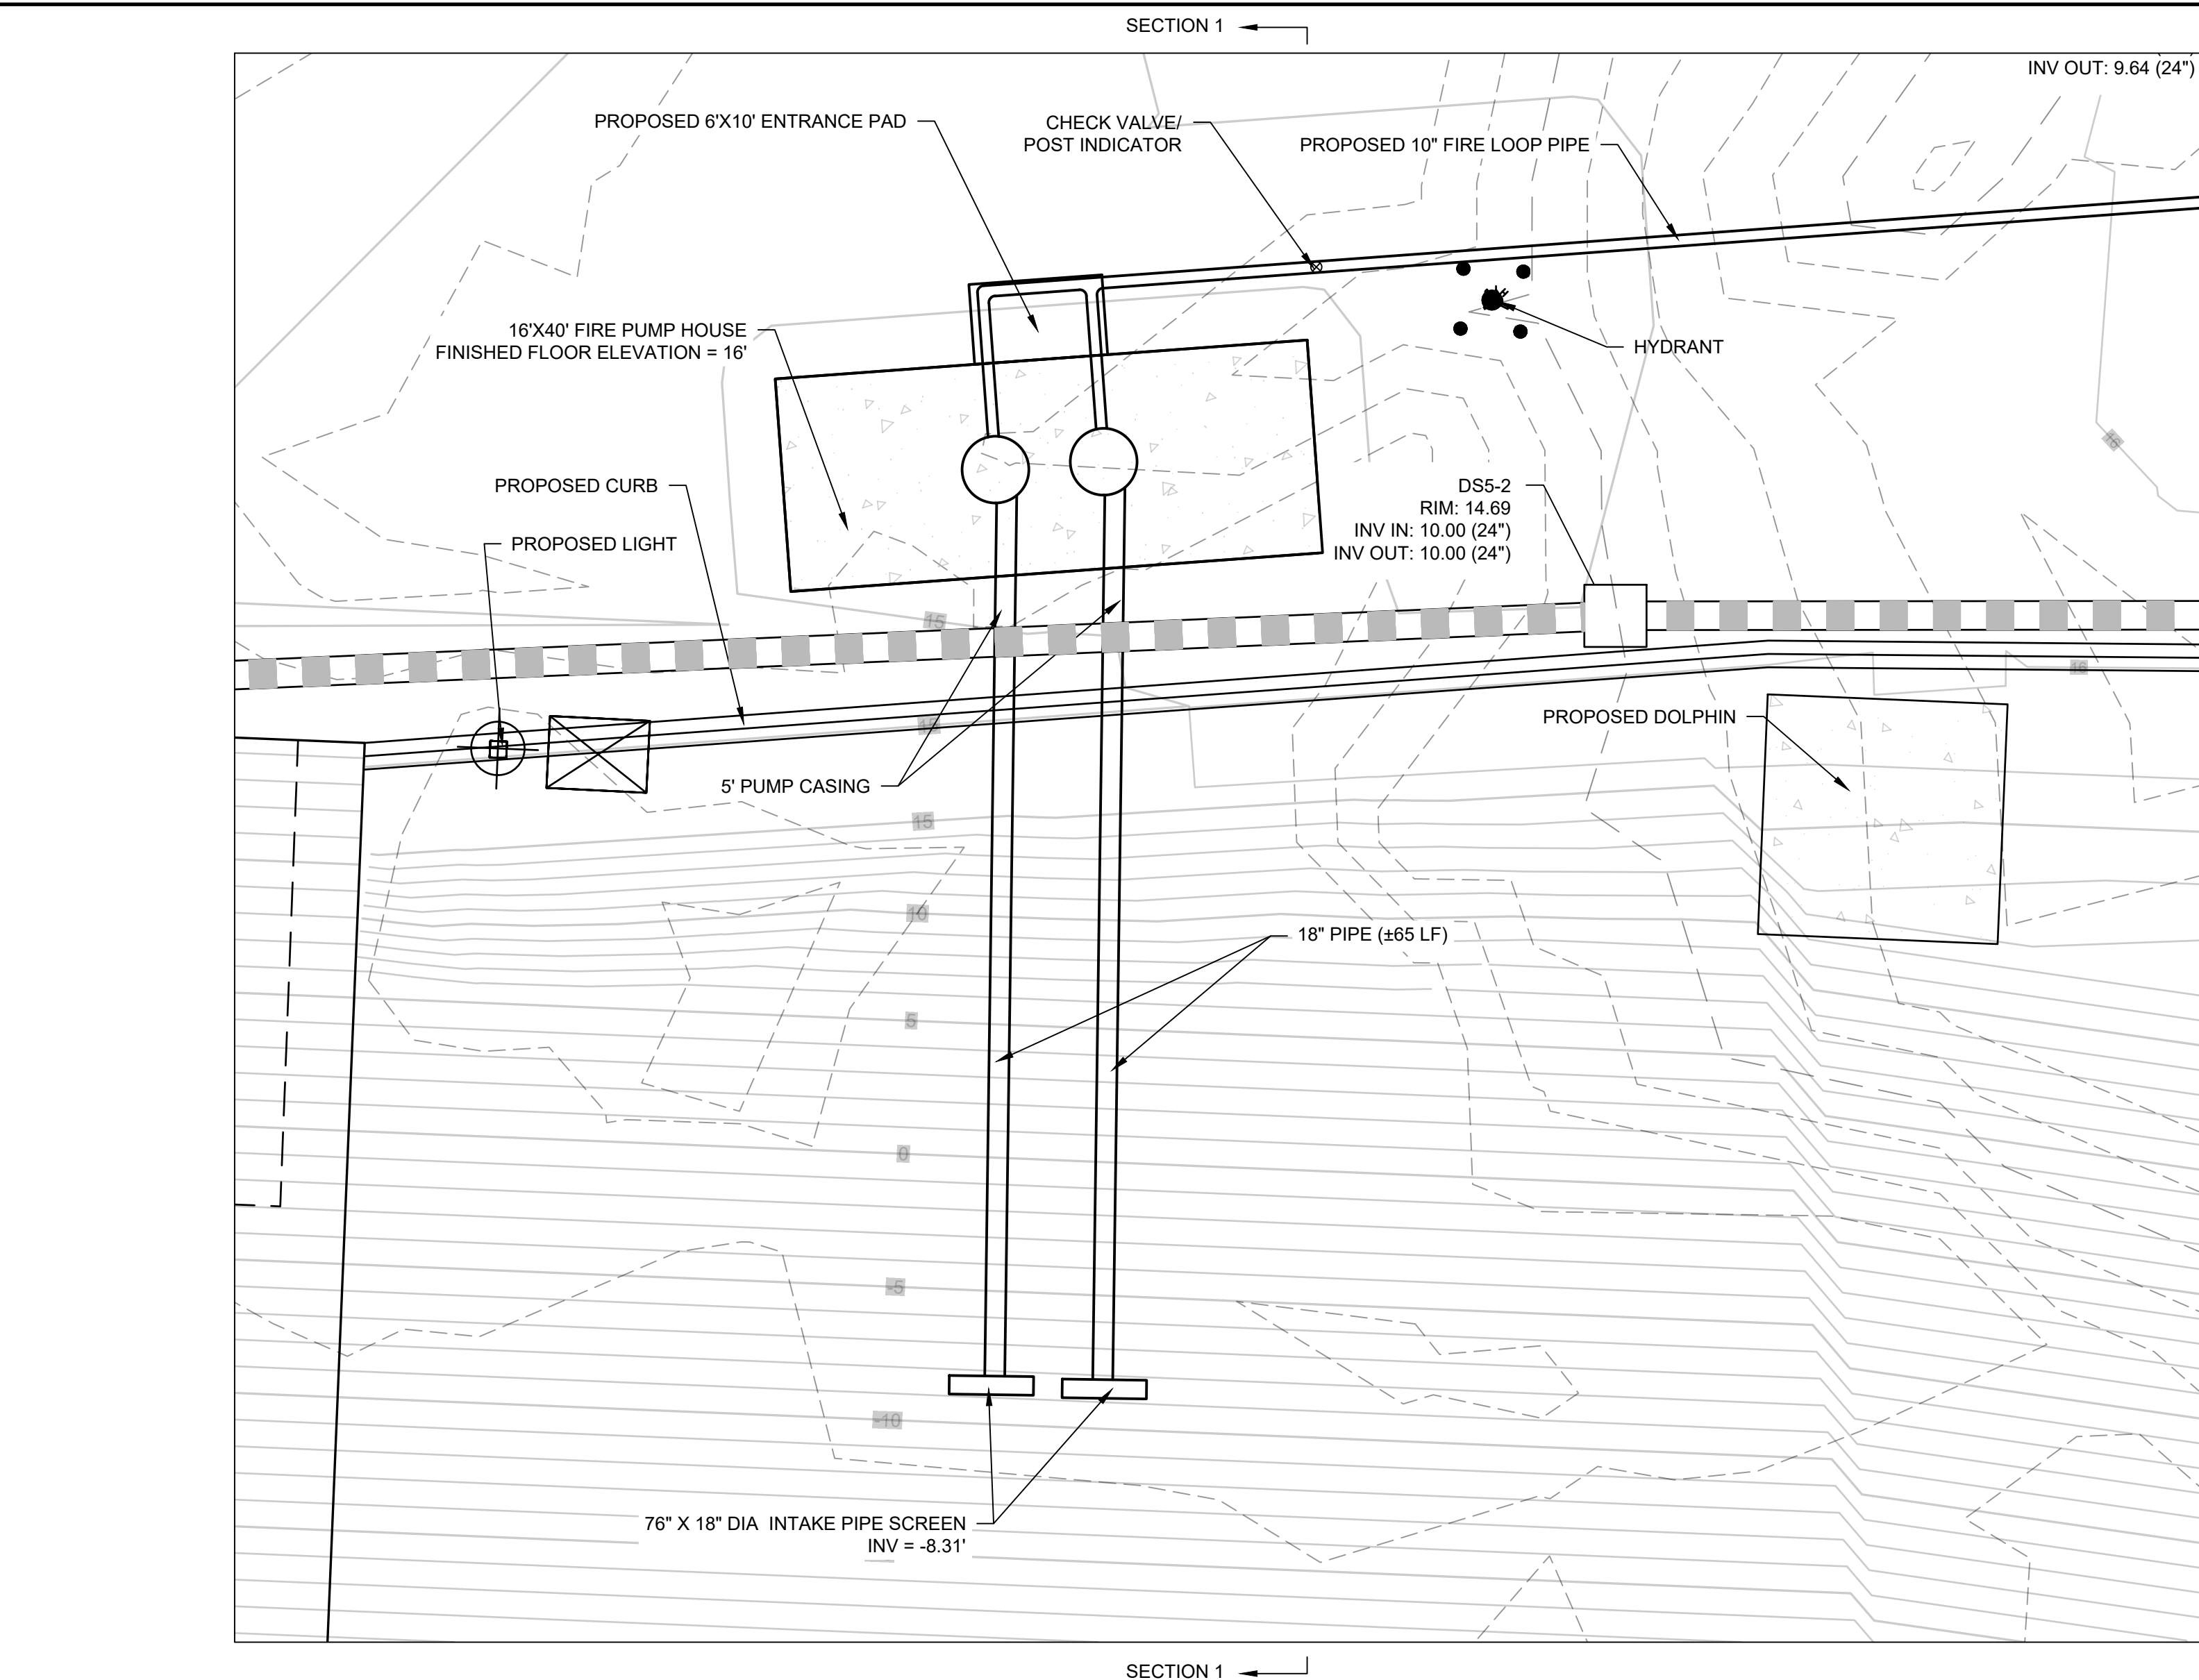 SECTION 1
INV OUT: 9.64 (24")
PROPOSED 6'X10' ENTRANCE PAD
CHECK VALVE/
POST INDICATOR
PROPOSED 10" FIRE LOOP PIPE
16'X40' FIRE PUMP HOUSE
FINISHED FLOOR ELEVATION = 16'
HYDRANT
16
PROPOSED CURB
DS5-2
RIM: 14.69
INV IN: 10.00 (24")
INV OUT: 10.00 (24")
PROPOSED LIGHT
15
16
15
PROPOSED DOLPHIN
5' PUMP CASING
15
10
18" PIPE (±65 LF)
5
0
-5
-10
76" X 18" DIA INTAKE PIPE SCREEN
INV = -8.31'
SECTION 1